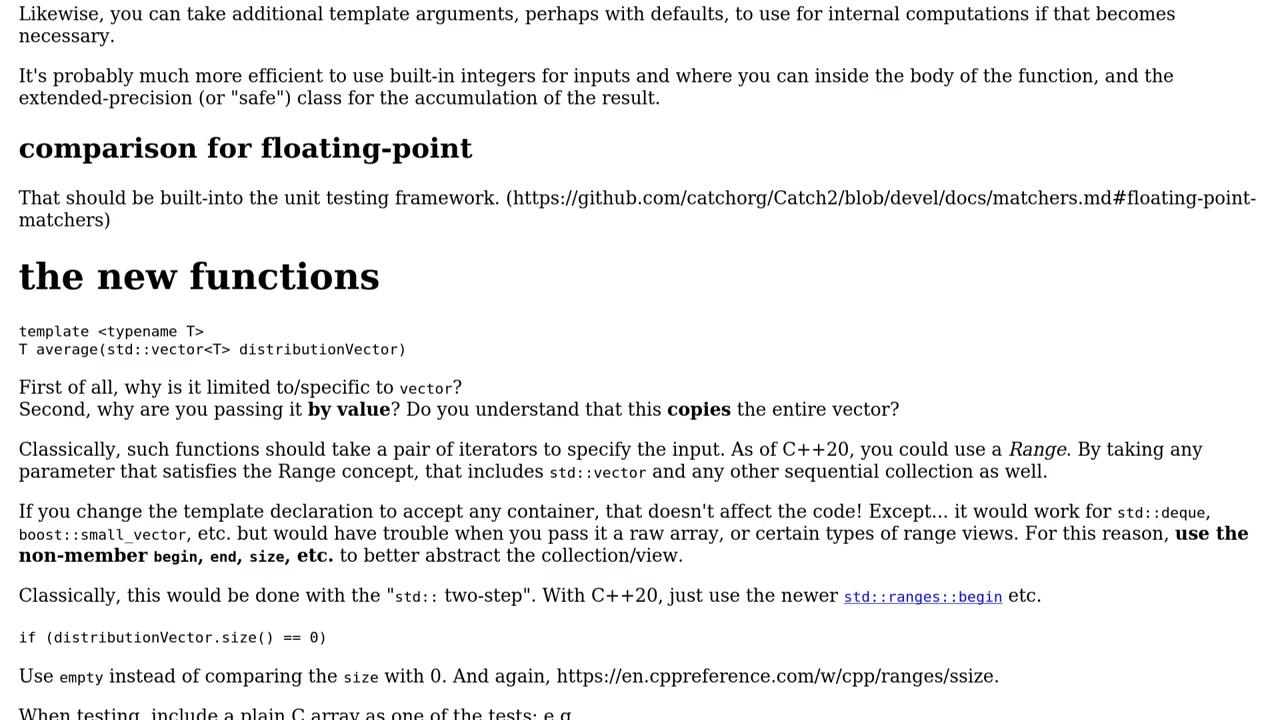 Likewise, you can take additional template arguments, perhaps with defaults, to use for internal computations if that becomes
necessary.
It's probably much more efficient to use built-in integers for inputs and where you can inside the body of the function, and the
extended-precision (or "safe") class for the accumulation of the result.
comparison for floating-point
That should be built-into the unit testing framework. (https://github.com/catchorg/Catch2/blob/devel/docs/matchers.md#floating-point-
matchers)
the new functions
template <typename T>
T average(std::vector<T> distributionVector)
First of all, why is it limited to/specific to vector?
Second, why are you passing it by value? Do you understand that this copies the entire vector?
Classically, such functions should take a pair of iterators to specify the input. As of C++20, you could use a Range. By taking any
parameter that satisfies the Range concept, that includes std::vector and any other sequential collection as well.
If you change the template declaration to accept any container, that doesn't affect the code! Except... it would work for std::deque,
boost::small_vector, etc. but would have trouble when you pass it a raw array, or certain types of range views. For this reason, use the
non-member begin, end, size, etc. to better abstract the collection/view.
Classically, this would be done with the "std:: two-step". With C++20, just use the newer std::ranges::begin etc.
if (distributionVector.size() == 0)
Use empty instead of comparing the size with 0. And again, https://en.cppreference.com/w/cpp/ranges/ssize.
When testing, include a plain C array as one of the tests: e.g.